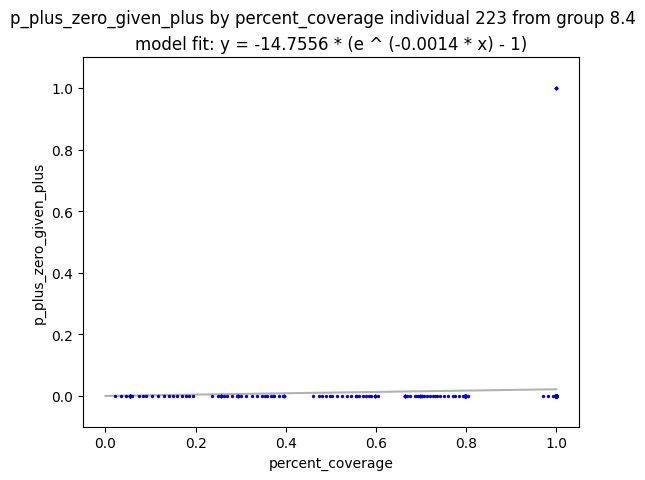 p_plus_zero_given_plus by percent_coverage individual 223 from group 8.4
model fit: y = -14.7556 * (e ^ (-0.0014 * x) - 1)
1.0
0.8
0.6
0.4
0.2
0.0
p_plus_zero_given_plus
0.0 0.2 0.4 0.6 0.8 1.0
percent_coverage